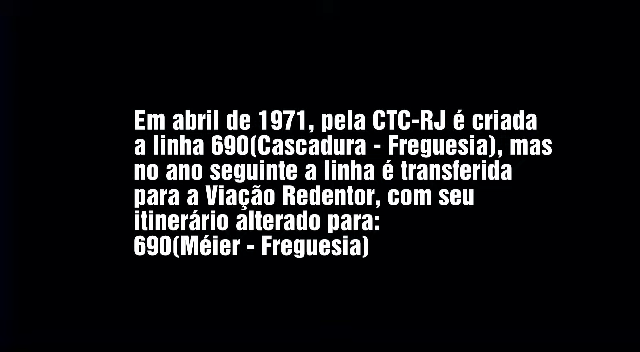 Em abril de 1971, pela CTC-RJ é criada
a linha 690(Cascadura - Freguesia), mas
no ano seguinte a linha é transferida
para a Viação Redentor, com seu
itinerário alterado para:
690(Méier - Freguesia)